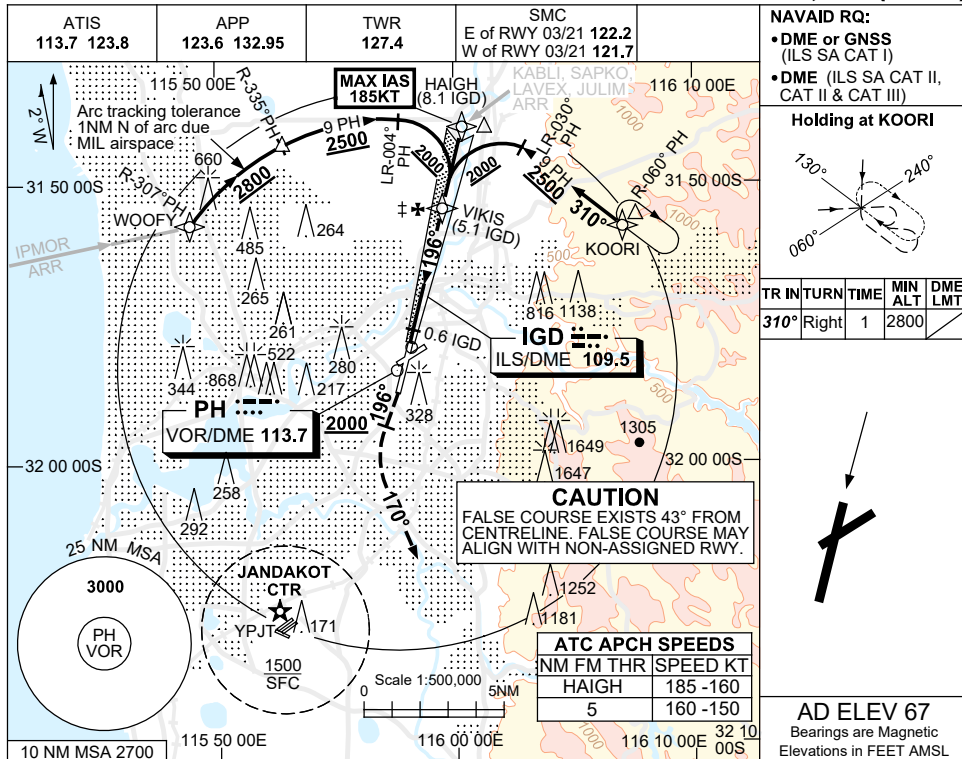 ATIS
113.7 123.8
APP
123.6 132.95
TWR
127.4
SMC
E of RWY 03/21 122.2
W of RWY 03/21 121.7
NAVAID RQ:
• DME or GNSS
(ILS SA CAT I)
• DME (ILS SA CAT II,
CAT II & CAT III)
Holding at KOORI
130°
240°
060°
TR IN TURN TIME MIN ALT DME LMT
310° Right 1 2800
AD ELEV 67
Bearings are Magnetic
Elevations in FEET AMSL
2° W
115 50 00E
116 10 00E
MAX IAS
185KT
HAIGH
(8.1 IGD)
KABLI, SAPKO,
LAVEX, JULIM
ARR
Arc tracking tolerance
1NM N of arc due
MIL airspace
R-335°PH
9 PH
2500
LR-004°
PH
2000
2000
LR-030°
PH
9 PH
2500
310°
R-060° PH
1000
1000
31 50 00S
31 50 00S
660
2800
R-307°PH
WOOFY
IPMOR
ARR
485
264
VIKIS
(5.1 IGD)
‡ ✠
KOORI
500
196°
265
261
816 1138
0.6 IGD
IGD
ILS/DME 109.5
500
344
868
522
280
217
328
PH
VOR/DME 113.7
2000
196°
1649
1647
1305
32 00 00S
32 00 00S
258
292
170°
CAUTION
FALSE COURSE EXISTS 43° FROM
CENTRELINE. FALSE COURSE MAY
ALIGN WITH NON-ASSIGNED RWY.
25 NM MSA
3000
PH
VOR
JANDAKOT
CTR
YPJT
171
1500
SFC
1252
1181
Scale 1:500,000
0
5NM
ATC APCH SPEEDS
NM FM THR SPEED KT
HAIGH 185 -160
5 160 -150
1000
10 NM MSA 2700
115 50 00E
116 00 00E
116 10 00E
32 10
00S